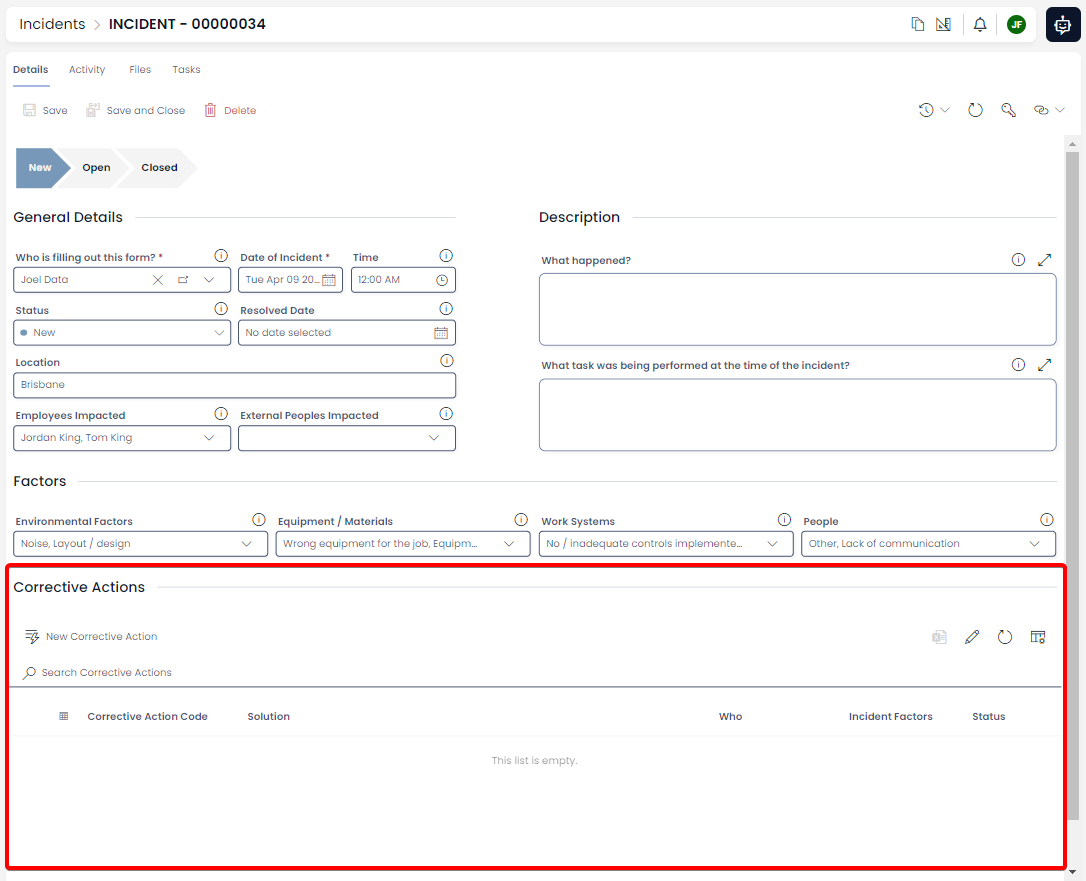 Incidents > INCIDENT - 00000034
JF
Details Activity Files Tasks
Save Save and Close Delete
New Open Closed
General Details
Description
Who is filling out this form? * Date of Incident * Time
What happened?
Joel Data Tue Apr 09 20... 12:00 AM
Status Resolved Date
New No date selected
Location
What task was being performed at the time of the incident?
Brisbane
Employees Impacted External Peoples Impacted
Jordan King, Tom King
Factors
Environmental Factors Equipment / Materials Work Systems People
Noise, Layout / design Wrong equipment for the job, Equipm... No / inadequate controls implemente... Other, Lack of communication
Corrective Actions
New Corrective Action
Search Corrective Actions
Corrective Action Code Solution Who Incident Factors Status
This list is empty.